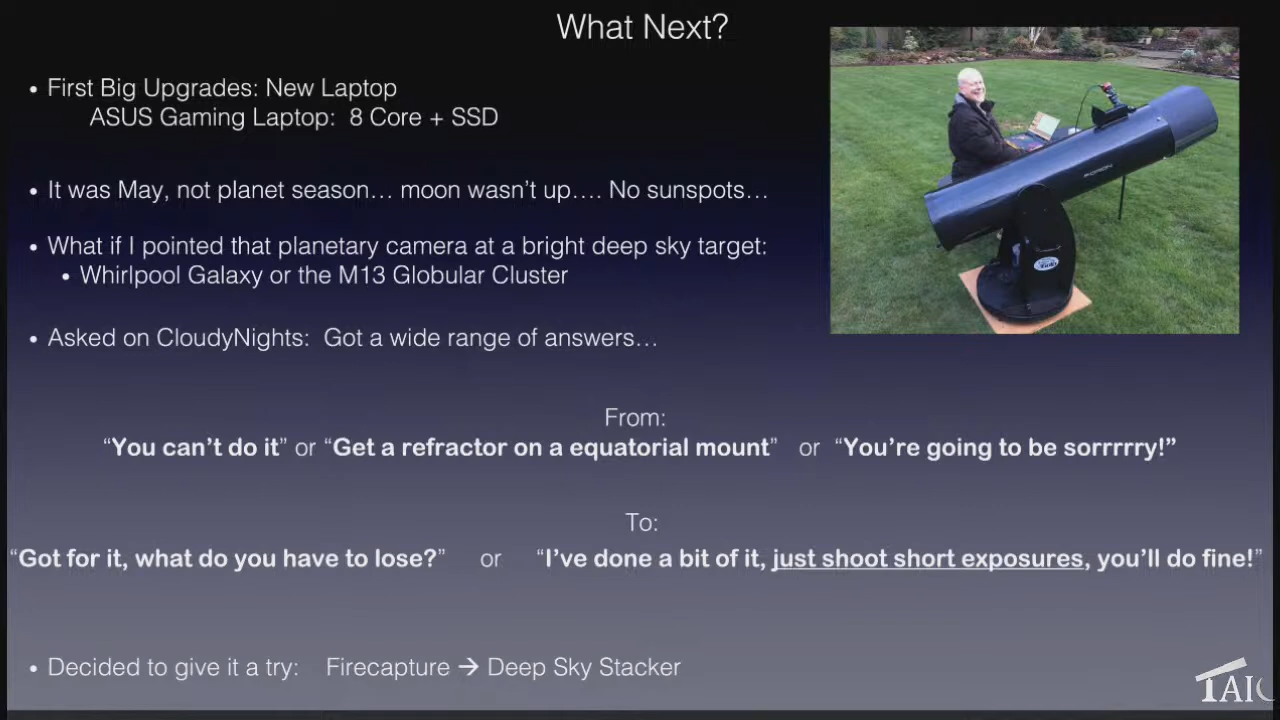 What Next?
• First Big Upgrades: New Laptop
ASUS Gaming Laptop: 8 Core + SSD
• It was May, not planet season… moon wasn't up…. No sunspots…
• What if I pointed that planetary camera at a bright deep sky target:
• Whirlpool Galaxy or the M13 Globular Cluster
• Asked on CloudyNights: Got a wide range of answers…
From:
“You can't do it” or “Get a refractor on a equatorial mount” or “You're going to be sorrrrry!”
To:
“Got for it, what do you have to lose?” or “I've done a bit of it, just shoot short exposures, you'll do fine!”
• Decided to give it a try: Firecapture → Deep Sky Stacker
ORION
TAIC